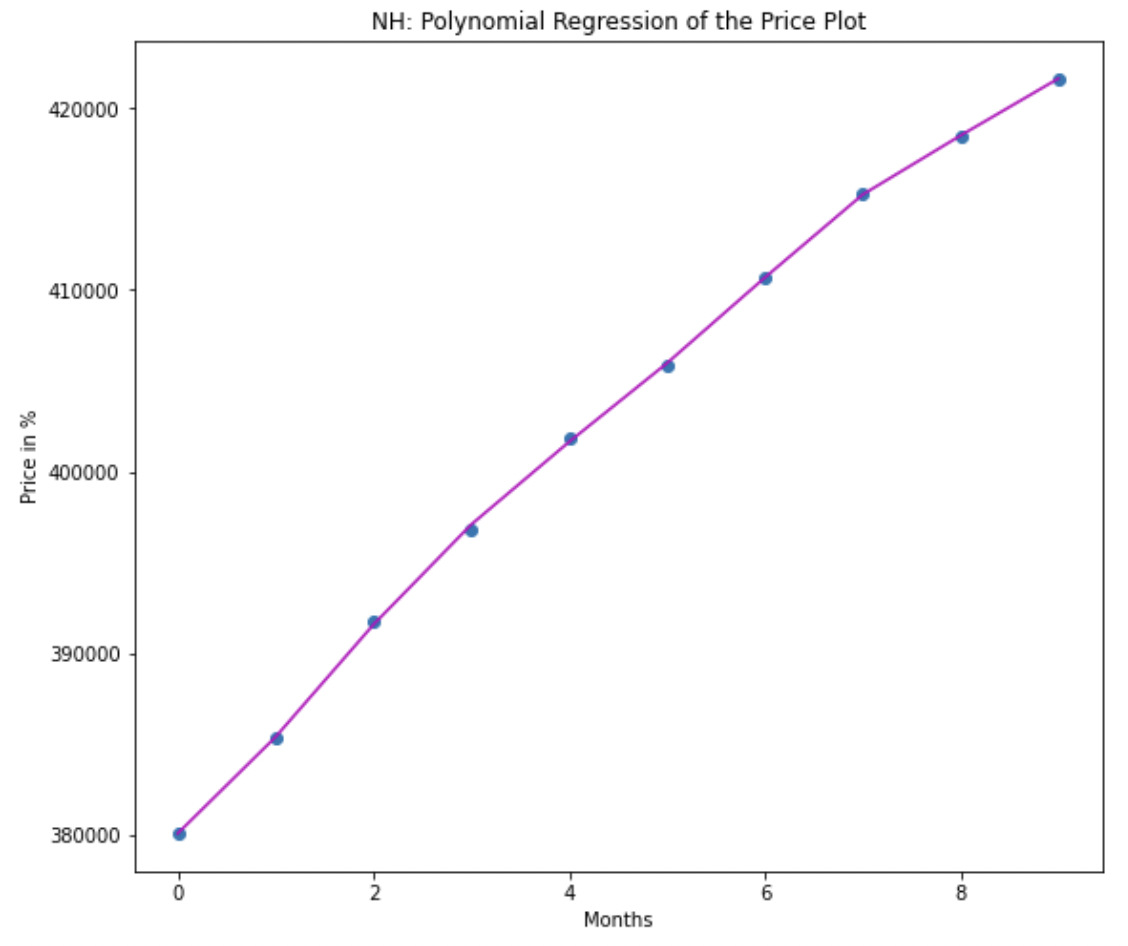 NH: Polynomial Regression of the Price Plot
420000
410000
400000
390000
380000
Price in %
0 2 4 6 8
Months